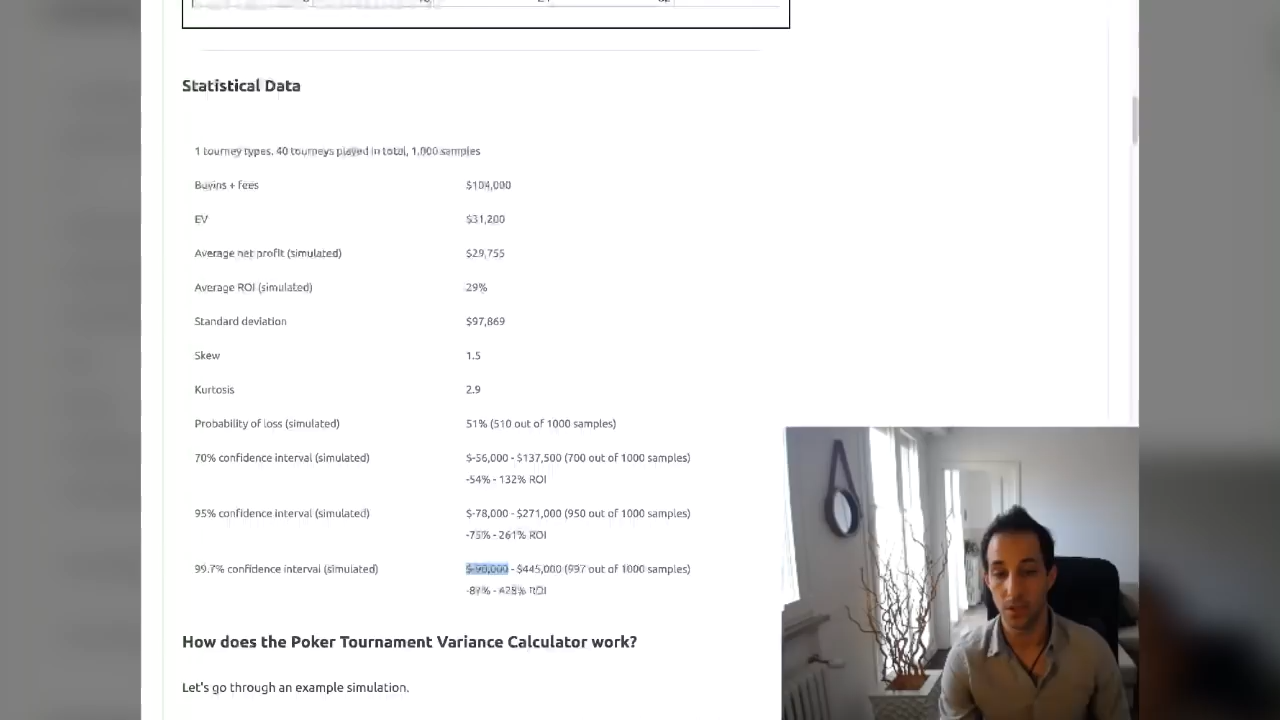 Statistical Data
1 tourney types. 40 tourneys played in total, 1,000 samples
Buyins + fees $104,000
EV $31,200
Average net profit (simulated) $29,755
Average ROI (simulated) 29%
Standard deviation $97,869
Skew 1.5
Kurtosis 2.9
Probability of loss (simulated) 51% (510 out of 1000 samples)
70% confidence interval (simulated) $-56,000 - $137,500 (700 out of 1000 samples)
-54% - 132% ROI
95% confidence interval (simulated) $-78,000 - $271,000 (950 out of 1000 samples)
-75% - 261% ROI
99.7% confidence interval (simulated) $-90,000 - $445,000 (997 out of 1000 samples)
-87% - 428% ROI
How does the Poker Tournament Variance Calculator work?
Let's go through an example simulation.